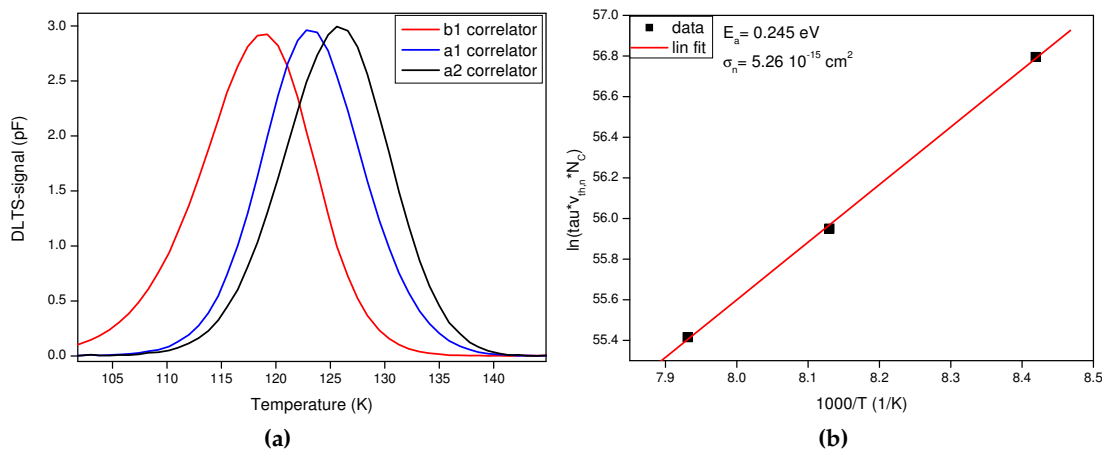 b1 correlator
a1 correlator
a2 correlator
3.0
2.5
2.0
1.5
1.0
0.5
0.0
DLTS-signal (pF)
105 110 115 120 125 130 135 140
Temperature (K)
(a)
data
lin fit
E_a= 0.245 eV
σ_n= 5.26 10^-15 cm^2
57.0
56.8
56.6
56.4
56.2
56.0
55.8
55.6
55.4
ln(tau*v_th,n*N_C)
7.9 8.0 8.1 8.2 8.3 8.4 8.5
1000/T (1/K)
(b)